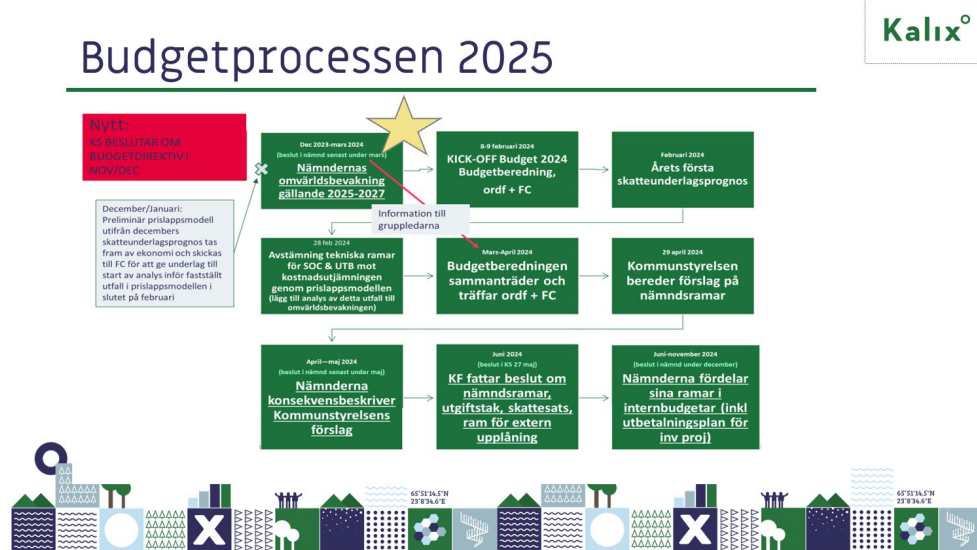 Kalix°
Budgetprocessen 2025
Nytt:
KS BESLUTAR OM
BUDGETDIREKTIV I
NOV/DEC
December/Januari:
Preliminär prislappsmodell
utifrån decembers
skatteunderlagsprognos tas
fram av ekonomi och skickas
till FC för att ge underlag till
start av analys inför fastställt
utfall i prislappsmodellen i
slutet på februari
Dec 2023-mars 2024
(beslut i nämnd senast under mars)
Nämndernas
omvärldsbevakning
gällande 2025-2027
8-9 februari 2024
KICK-OFF Budget 2024
Budgetberedning,
ordf + FC
Februari 2024
Årets första
skatteunderlagsprognos
Information till
gruppledarna
28 feb 2024
Avstämning tekniska ramar
för SOC & UTB mot
kostnadsutjämningen
genom prislappsmodellen
(lägg till analys av detta utfall till
omvärldsbevakningen)
Mars-April 2024
Budgetberedningen
sammanträder och
träffar ordf + FC
29 april 2024
Kommunstyrelsen
bereder förslag på
nämndsramar
April—maj 2024
(beslut i nämnd senast under maj)
Nämnderna
konsekvensbeskriver
Kommunstyrelsens
förslag
Juni 2024
(beslut i KS 27 maj)
KF fattar beslut om
nämndsramar,
utgiftstak, skattesats,
ram för extern
upplåning
Juni-november 2024
(beslut i nämnd under december)
Nämnderna fördelar
sina ramar i
internbudgetar (inkl
utbetalningsplan för
inv proj)
65°51'14.5"N
23°8'34.6"E
65°51'14.5"N
23°8'34.6"E